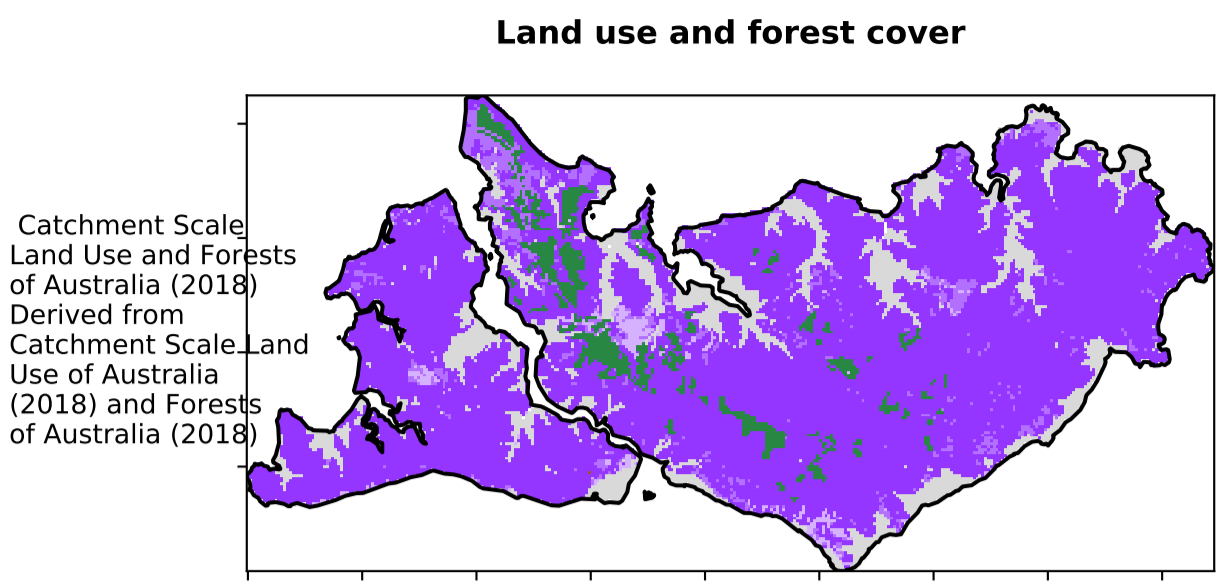 Land use and forest cover
Catchment Scale
Land Use and Forests
of Australia (2018)
Derived from
Catchment Scale Land
Use of Australia
(2018) and Forests
of Australia (2018)